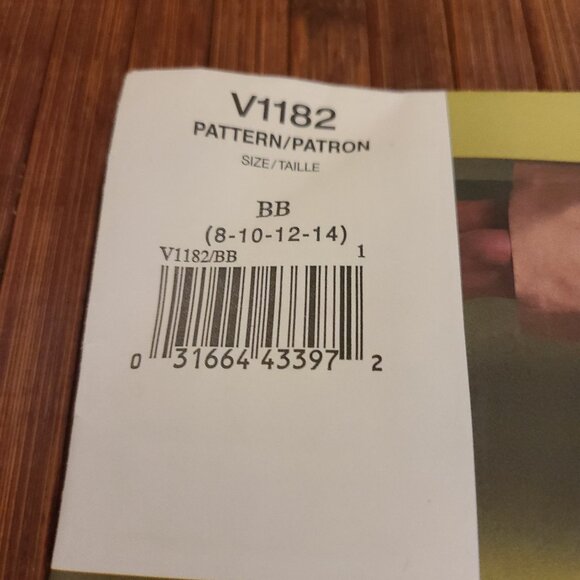 V1182
PATTERN/PATRON
SIZE/TAILLE
BB
(8-10-12-14)
V1182/BB 1
0 31664 43397 2